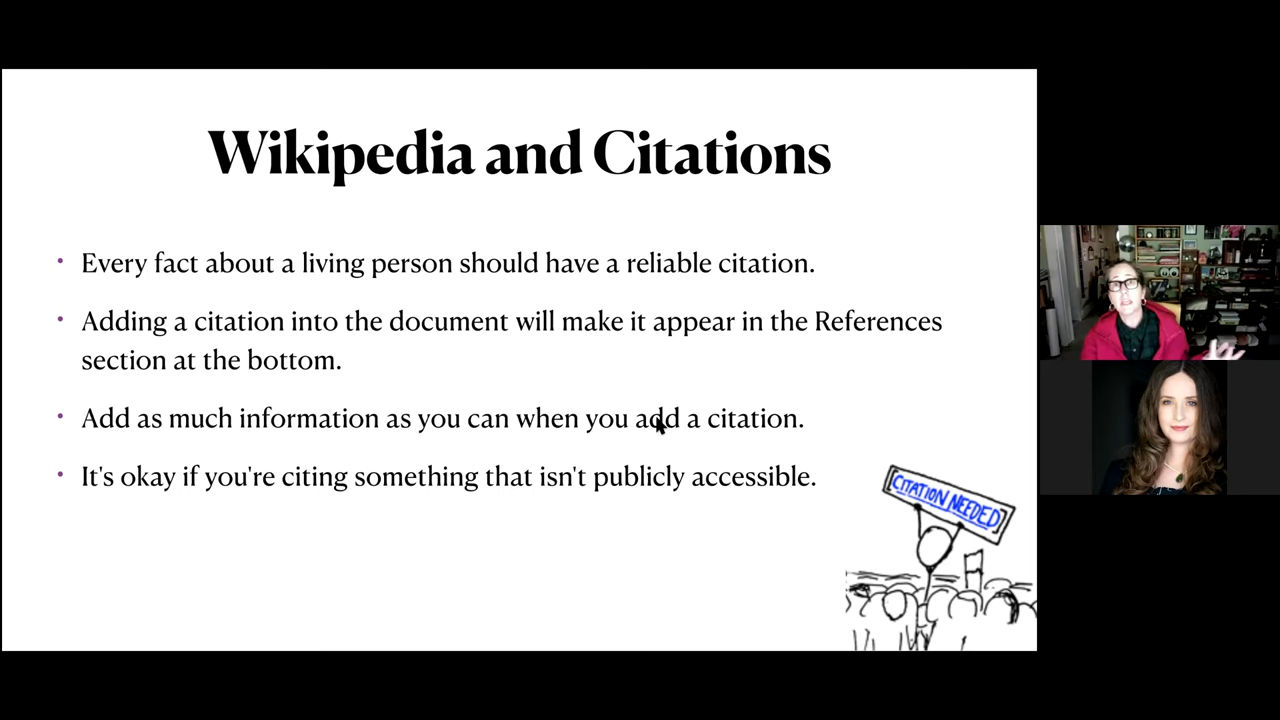 Wikipedia and Citations
• Every fact about a living person should have a reliable citation.
• Adding a citation into the document will make it appear in the References
section at the bottom.
• Add as much information as you can when you add a citation.
• It's okay if you're citing something that isn't publicly accessible.
[CITATION NEEDED]